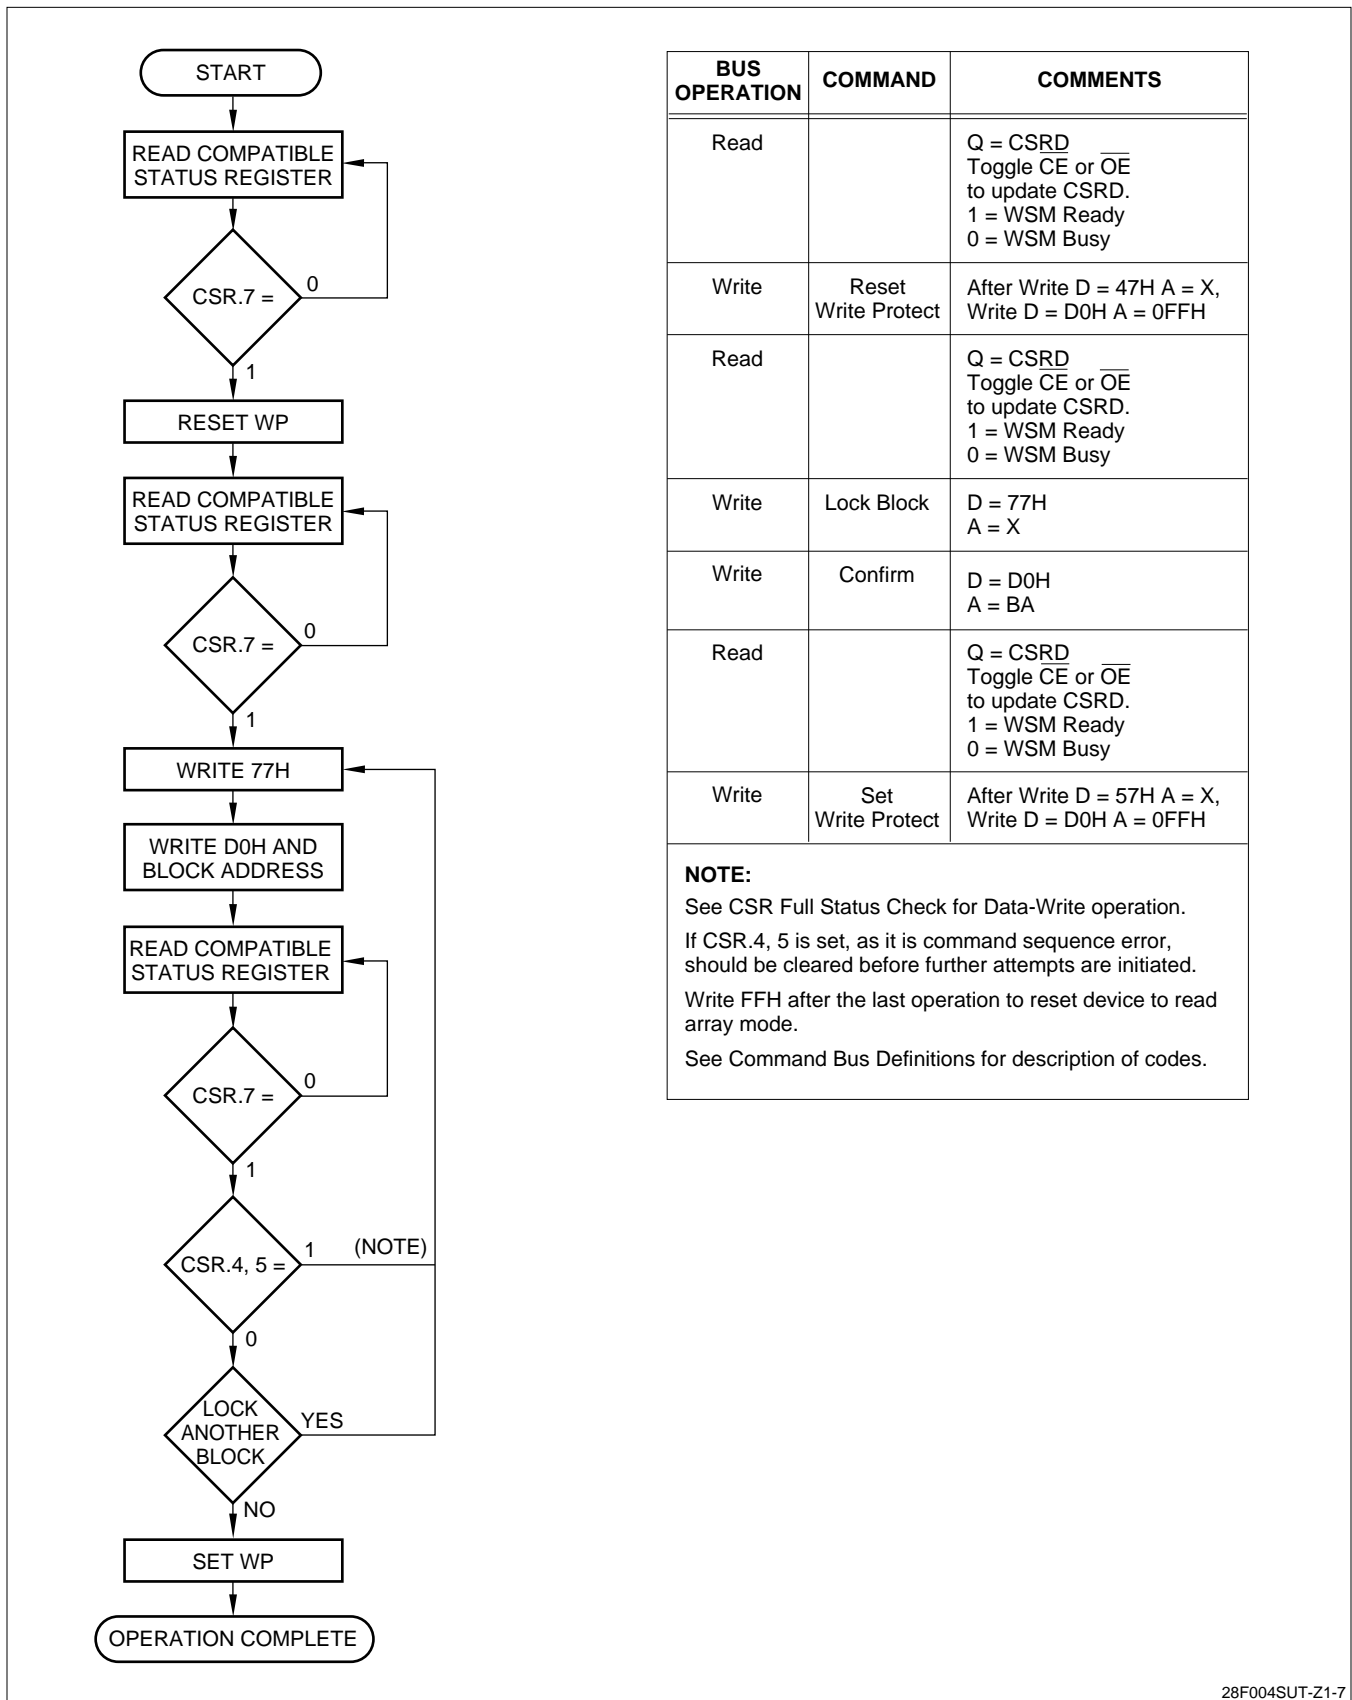 START
READ COMPATIBLE
STATUS REGISTER
CSR.7 =
0
1
RESET WP
READ COMPATIBLE
STATUS REGISTER
CSR.7 =
0
1
WRITE 77H
WRITE D0H AND
BLOCK ADDRESS
READ COMPATIBLE
STATUS REGISTER
CSR.7 =
0
1
CSR.4, 5 =
1
(NOTE)
0
LOCK
ANOTHER
BLOCK
YES
NO
SET WP
OPERATION COMPLETE
BUS
OPERATION
COMMAND
COMMENTS
Read
Q = CSRD
Toggle C̅E̅ or O̅E̅
to update CSRD.
1 = WSM Ready
0 = WSM Busy
Write
Reset
Write Protect
After Write D = 47H A = X,
Write D = D0H A = 0FFH
Read
Q = CSRD
Toggle C̅E̅ or O̅E̅
to update CSRD.
1 = WSM Ready
0 = WSM Busy
Write
Lock Block
D = 77H
A = X
Write
Confirm
D = D0H
A = BA
Read
Q = CSRD
Toggle C̅E̅ or O̅E̅
to update CSRD.
1 = WSM Ready
0 = WSM Busy
Write
Set
Write Protect
After Write D = 57H A = X,
Write D = D0H A = 0FFH
NOTE:
See CSR Full Status Check for Data-Write operation.
If CSR.4, 5 is set, as it is command sequence error,
should be cleared before further attempts are initiated.
Write FFH after the last operation to reset device to read
array mode.
See Command Bus Definitions for description of codes.
28F004SUT-Z1-7